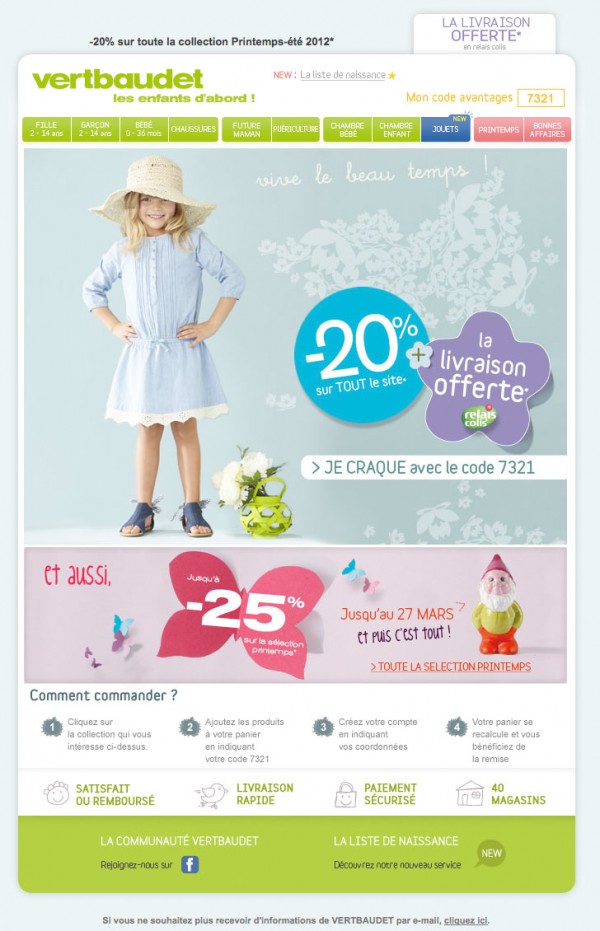 -20% sur toute la collection Printemps-été 2012*
LA LIVRAISON
OFFERTE*
en relais colis
vertbaudet
les enfants d'abord !
NEW : La liste de naissance
Mon code avantages 7321
FILLE
2 - 14 ans
GARÇON
2 - 14 ans
BÉBÉ
0 - 36 mois
CHAUSSURES
FUTURE
MAMAN
PUÉRICULTURE
CHAMBRE
BÉBÉ
CHAMBRE
ENFANT
NEW
JOUETS
PRINTEMPS
BONNES
AFFAIRES
vive le beau temps !
-20%
sur TOUT le site*
+
la
livraison
offerte*
relais
colis
> JE CRAQUE avec le code 7321
et aussi,
Jusqu'à
-25%
sur la sélection
printemps*
Jusqu'au 27 MARS
et puis c'est tout !
> TOUTE LA SELECTION PRINTEMPS
Comment commander ?
1
Cliquez sur
la collection qui vous
intéresse ci-dessus.
2
Ajoutez les produits
à votre panier
en indiquant
votre code 7321
3
Créez votre compte
en indiquant
vos coordonnées
4
Votre panier se
recalcule et vous
bénéficiez de
la remise
SATISFAIT
OU REMBOURSÉ
LIVRAISON
RAPIDE
PAIEMENT
SÉCURISÉ
40
MAGASINS
LA COMMUNAUTÉ VERTBAUDET
Rejoignez-nous sur f
LA LISTE DE NAISSANCE
Découvrez notre nouveau service
NEW
Si vous ne souhaitez plus recevoir d'informations de VERTBAUDET par e-mail, cliquez ici.